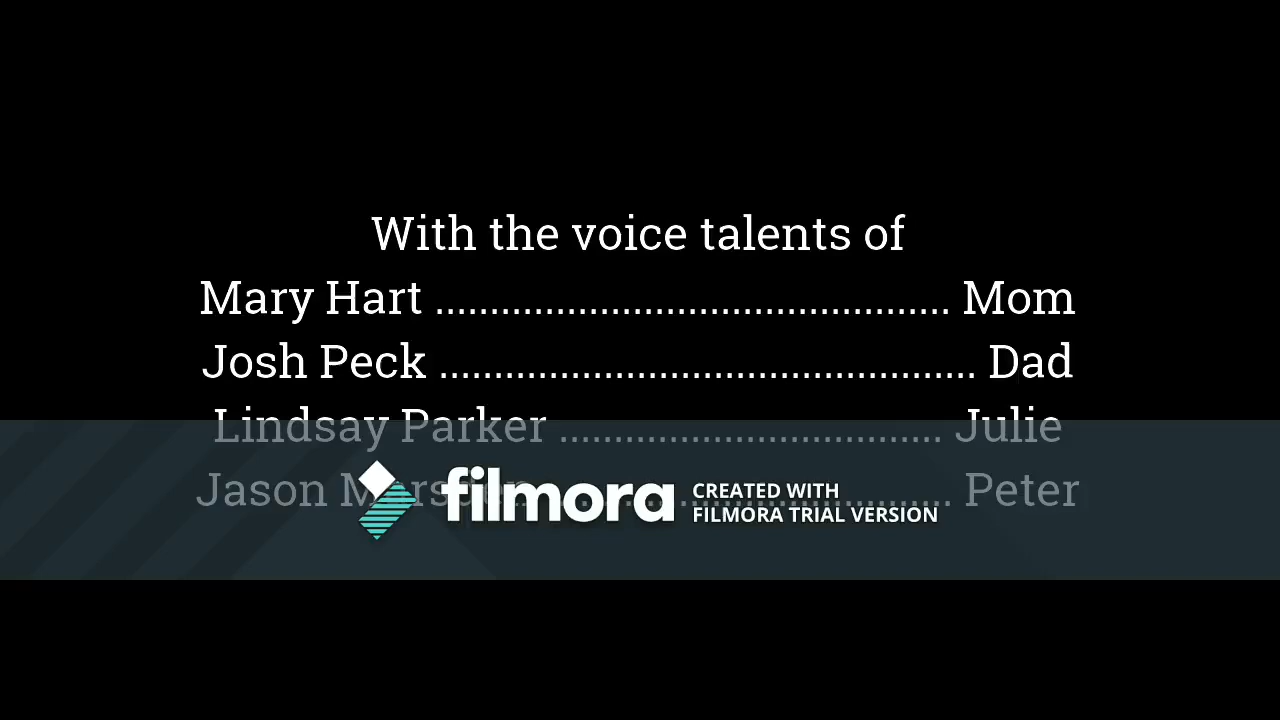 With the voice talents of
Mary Hart ............................................... Mom
Josh Peck ................................................. Dad
Lindsay Parker ................................... Julie
Jason Marsden ...................................... Peter
filmora
CREATED WITH
FILMORA TRIAL VERSION